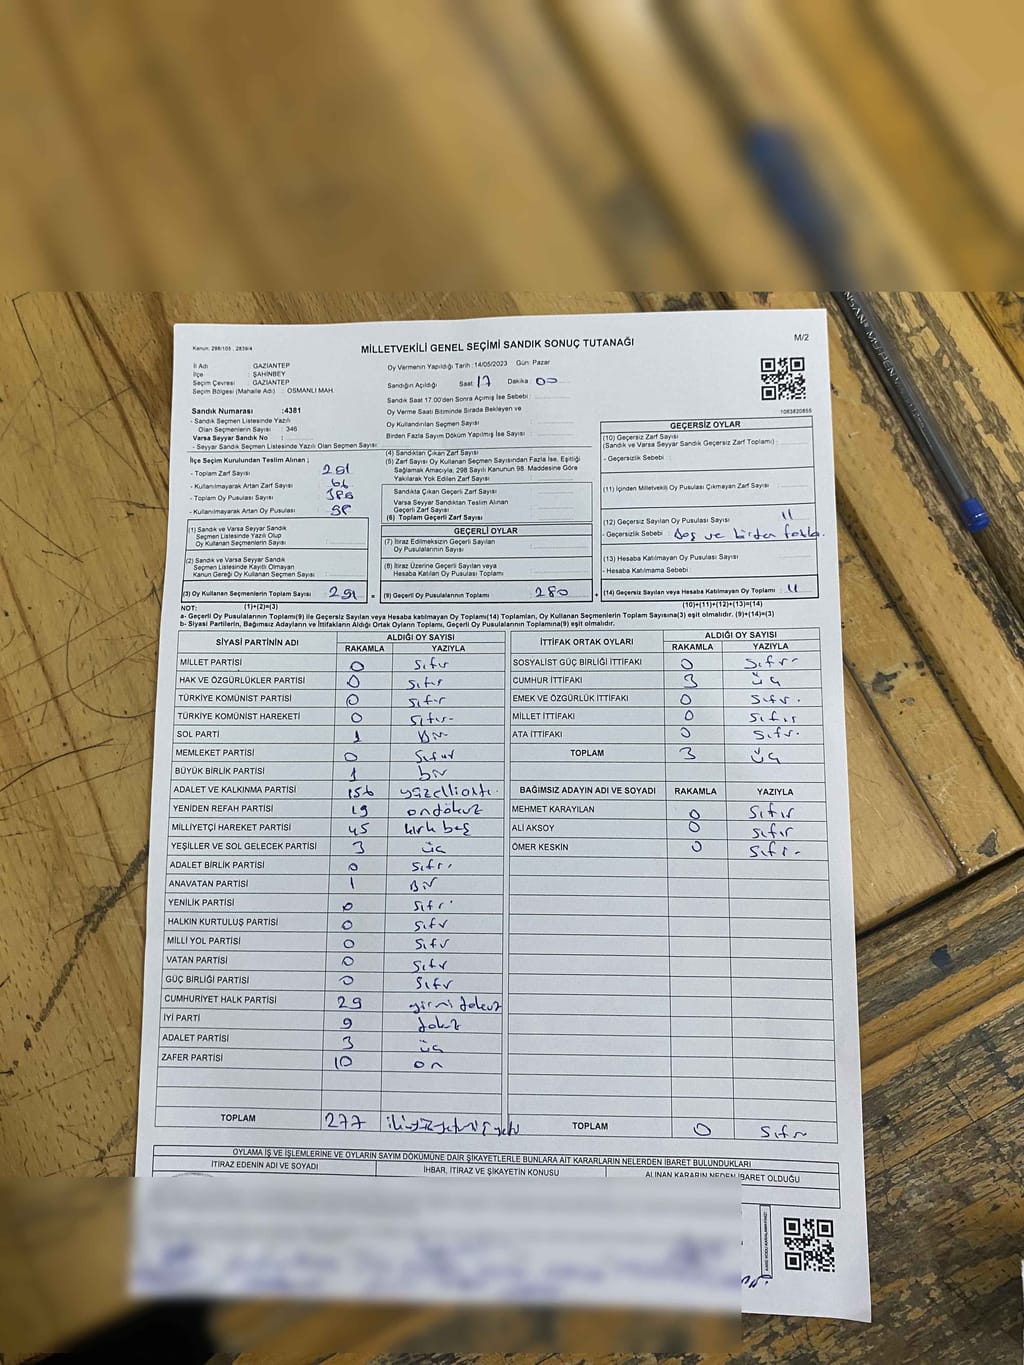 Kanun: 298/105 , 2839/4
MİLLETVEKİLİ GENEL SEÇİMİ SANDIK SONUÇ TUTANAĞI
M/2
İl Adı : GAZİANTEP
İlçe : ŞAHİNBEY
Seçim Çevresi : GAZİANTEP
Seçim Bölgesi (Mahalle Adı) : OSMANLI MAH.
Sandık Numarası :4381
- Sandık Seçmen Listesinde Yazılı
Olan Seçmenlerin Sayısı : 346
Varsa Seyyar Sandık No :
- Seyyar Sandık Seçmen Listesinde Yazılı Olan Seçmen Sayısı
Oy Vermenin Yapıldığı Tarih : 14/05/2023 Gün: Pazar
Sandığın Açıldığı Saat: 17 Dakika: 00
Sandık Saat 17:00'den Sonra Açılmış İse Sebebi :
Oy Verme Saati Bitiminde Sırada Bekleyen ve
Oy Kullandırılan Seçmen Sayısı :
Birden Fazla Sayım Döküm Yapılmış İse Sayısı :
1083820855
İlçe Seçim Kurulundan Teslim Alınan ;
- Toplam Zarf Sayısı
- Kullanılmayarak Artan Zarf Sayısı : 66
- Toplam Oy Pusulası Sayısı
- Kullanılmayarak Artan Oy Pusulası
(1) Sandık ve Varsa Seyyar Sandık
Seçmen Listesinde Yazılı Olup
Oy Kullanan Seçmenlerin Sayısı :
(2) Sandık ve Varsa Seyyar Sandık
Seçmen Listesinde Kayıtlı Olmayan
Kanun Gereği Oy Kullanan Seçmen Sayısı :
(3) Oy Kullanan Seçmenlerin Toplam Sayısı : 291 =
(4) Sandıktan Çıkan Zarf Sayısı
(5) Zarf Sayısı Oy Kullanan Seçmen Sayısından Fazla İse, Eşitliği
Sağlamak Amacıyla, 298 Sayılı Kanunun 98. Maddesine Göre
Yakılarak Yok Edilen Zarf Sayısı
Sandıkta Çıkan Geçerli Zarf Sayısı
Varsa Seyyar Sandıktan Teslim Alınan
Geçerli Zarf Sayısı
(6) Toplam Geçerli Zarf Sayısı
GEÇERLİ OYLAR
(7) İtiraz Edilmeksizin Geçerli Sayılan
Oy Pusulalarının Sayısı
(8) İtiraz Üzerine Geçerli Sayılan veya
Hesaba Katılan Oy Pusulası Toplamı
(9) Geçerli Oy Pusulalarının Toplamı : 280 +
GEÇERSİZ OYLAR
(10) Geçersiz Zarf Sayısı
(Sandık ve Varsa Seyyar Sandık Geçersiz Zarf Toplamı) :
- Geçersizlik Sebebi :
(11) İçinden Milletvekili Oy Pusulası Çıkmayan Zarf Sayısı :
(12) Geçersiz Sayılan Oy Pusulası Sayısı : 11
- Geçersizlik Sebebi : Boş ve birden fazla.
(13) Hesaba Katılmayan Oy Pusulası Sayısı :
- Hesaba Katılmama Sebebi :
(14) Geçersiz Sayılan veya Hesaba Katılmayan Oy Toplamı : 11
NOT: (1)+(2)=(3) (10)+(11)+(12)+(13)=(14)
a- Geçerli Oy Pusulalarının Toplamı(9) ile Geçersiz Sayılan veya Hesaba katılmayan Oy Toplamı(14) Toplamları, Oy Kullanan Seçmenlerin Toplam Sayısına(3) eşit olmalıdır. (9)+(14)=(3)
b- Siyasi Partilerin, Bağımsız Adayların ve İttifakların Aldığı Ortak Oyların Toplamı, Geçerli Oy Pusulalarının Toplamına(9) eşit olmalıdır.
SİYASİ PARTİNİN ADI ALDIĞI OY SAYISI
RAKAMLA YAZIYLA
MİLLET PARTİSİ 0 Sıfır
HAK VE ÖZGÜRLÜKLER PARTİSİ 0 Sıfır
TÜRKİYE KOMÜNİST PARTİSİ 0 Sıfır
TÜRKİYE KOMÜNİST HAREKETİ 0 Sıfır
SOL PARTİ 1 Bir
MEMLEKET PARTİSİ 0 Sıfır
BÜYÜK BİRLİK PARTİSİ 1 bir
ADALET VE KALKINMA PARTİSİ 156 yüzellialtı
YENİDEN REFAH PARTİSİ 19 ondokuz
MİLLİYETÇİ HAREKET PARTİSİ 45 kırk beş
YEŞİLLER VE SOL GELECEK PARTİSİ 3 üç
ADALET BİRLİK PARTİSİ 0 Sıfır
ANAVATAN PARTİSİ 1 Bir
YENİLİK PARTİSİ 0 Sıfır
HALKIN KURTULUŞ PARTİSİ 0 Sıfır
MİLLİ YOL PARTİSİ 0 Sıfır
VATAN PARTİSİ 0 Sıfır
GÜÇ BİRLİĞİ PARTİSİ 0 Sıfır
CUMHURİYET HALK PARTİSİ 29 yirmi dokuz
İYİ PARTİ 9 dokuz
ADALET PARTİSİ 3 üç
ZAFER PARTİSİ 10 on
TOPLAM 277 ikiyüzyetmişyedi
İTTİFAK ORTAK OYLARI ALDIĞI OY SAYISI
RAKAMLA YAZIYLA
SOSYALİST GÜÇ BİRLİĞİ İTTİFAKI 0 Sıfır
CUMHUR İTTİFAKI 3 üç
EMEK VE ÖZGÜRLÜK İTTİFAKI 0 Sıfır.
MİLLET İTTİFAKI 0 Sıfır
ATA İTTİFAKI 0 Sıfır.
TOPLAM 3 üç
BAĞIMSIZ ADAYIN ADI VE SOYADI RAKAMLA YAZIYLA
MEHMET KARAYILAN 0 Sıfır
ALİ AKSOY 0 Sıfır
ÖMER KESKİN 0 Sıfır
TOPLAM 0 Sıfır
OYLAMA İŞ VE İŞLEMLERİNE VE OYLARIN SAYIM DÖKÜMÜNE DAİR ŞİKAYETLERLE BUNLARA AİT KARARLARIN NELERDEN İBARET BULUNDUKLARI
İTİRAZ EDENİN ADI VE SOYADI İHBAR, İTİRAZ VE ŞİKAYETİN KONUSU ALINAN KARARIN NEDEN İBARET OLDUĞU